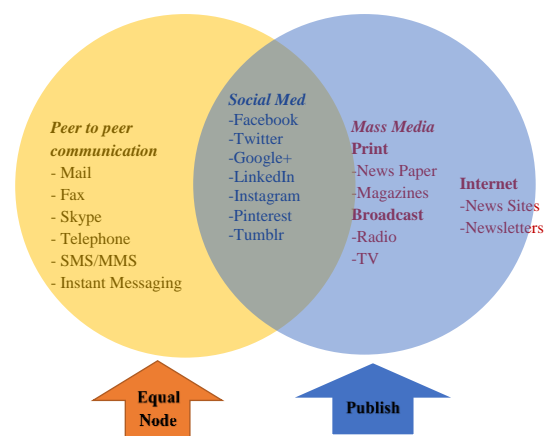 Peer to peer
communication
- Mail
- Fax
- Skype
- Telephone
- SMS/MMS
- Instant Messaging
Social Med
-Facebook
-Twitter
-Google+
-LinkedIn
-Instagram
-Pinterest
-Tumblr
Mass Media
Print
-News Paper
-Magazines
Broadcast
-Radio
-TV
Internet
-News Sites
-Newsletters
Equal
Node
Publish